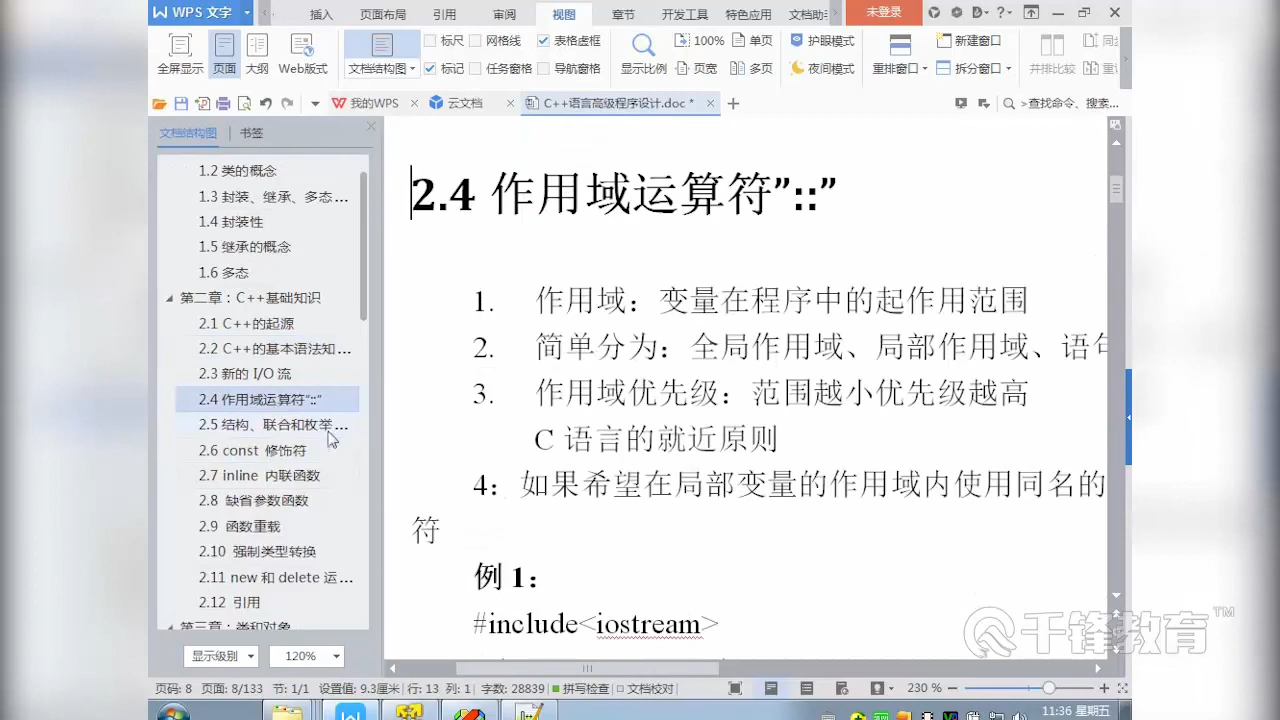 WPS 文字
插入 页面布局 引用 审阅 视图 章节 开发工具 特色应用 文档助
未登录
全屏显示 页面 大纲 Web版式
文档结构图
标尺 网格线 表格虚框
标记 任务窗格 导航窗格
显示比例
100% 单页
页宽 多页
护眼模式
夜间模式
重排窗口
新建窗口
拆分窗口
并排比较
我的WPS 云文档 C++语言高级程序设计.doc *
>查找命令、搜索...
文档结构图 书签
1.2 类的概念
1.3 封装、继承、多态...
1.4 封装性
1.5 继承的概念
1.6 多态
第二章：C++基础知识
2.1 C++的起源
2.2 C++的基本语法知...
2.3 新的 I/O 流
2.4 作用域运算符"::"
2.5 结构、联合和枚举...
2.6 const 修饰符
2.7 inline 内联函数
2.8 缺省参数函数
2.9 函数重载
2.10 强制类型转换
2.11 new 和 delete 运...
2.12 引用
第三章：类和对象
显示级别 120%
2.4 作用域运算符”::”
1. 作用域：变量在程序中的起作用范围
2. 简单分为：全局作用域、局部作用域、语句
3. 作用域优先级：范围越小优先级越高
C 语言的就近原则
4：如果希望在局部变量的作用域内使用同名的
符
例 1：
#include<iostream>
千锋教育™
页码: 8 页面: 8/133 节: 1/1 设置值: 9.3厘米 行: 13 列: 1 字数: 28839 拼写检查 文档校对
230 %
11:36 星期五